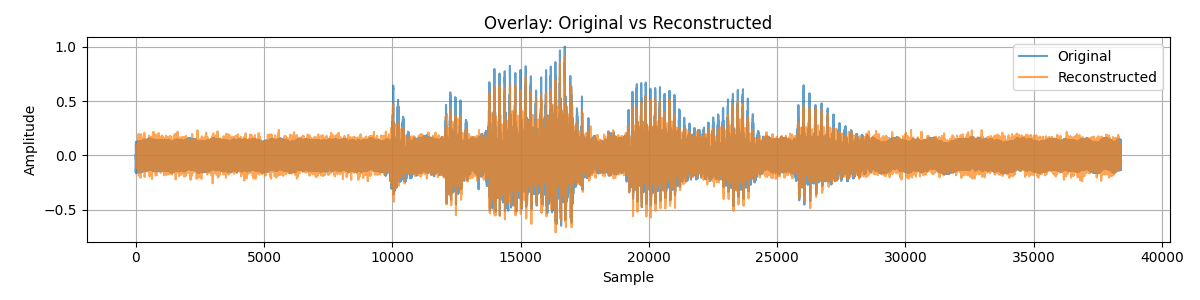 Overlay: Original vs Reconstructed
Amplitude
1.0
0.5
0.0
−0.5
Original
Reconstructed
0 5000 10000 15000 20000 25000 30000 35000 40000
Sample